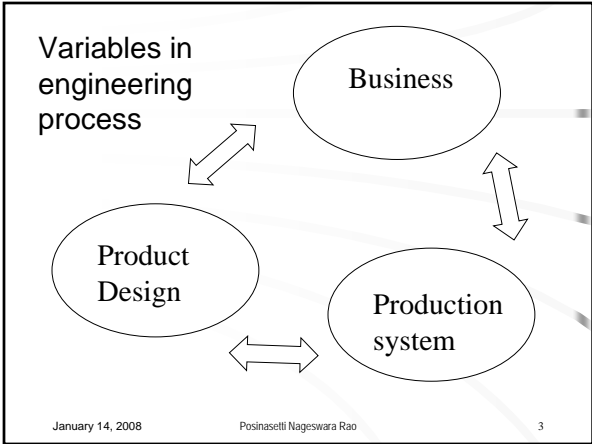 Variables in
engineering
process
Business
Product
Design
Production
system
January 14, 2008
Posinasetti Nageswara Rao
3